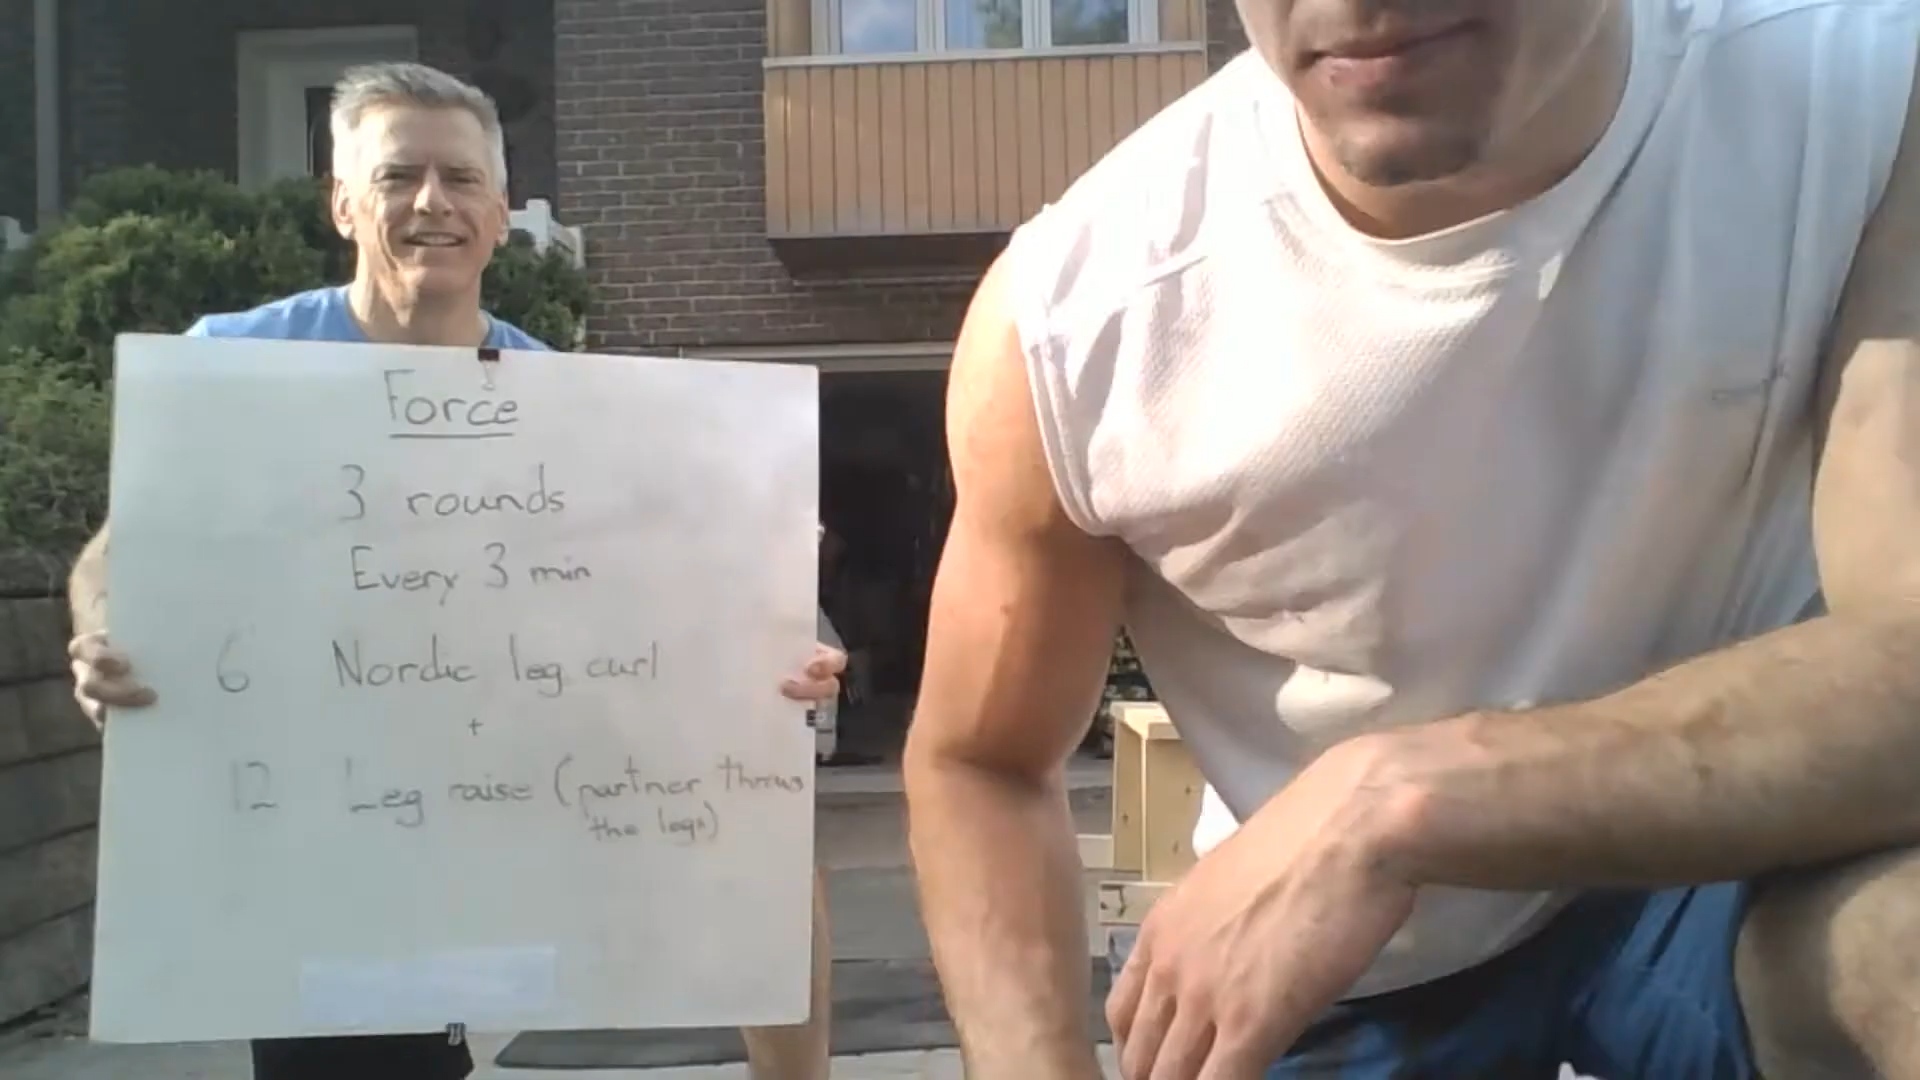 Force
3 rounds
Every 3 min
6 Nordic leg curl
+
12 Leg raise (partner throws
the legs)